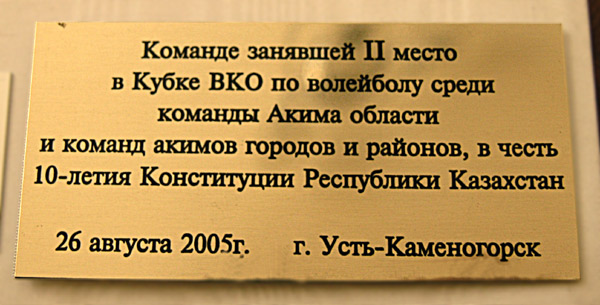 Команде занявшей II место
в Кубке ВКО по волейболу среди
команды Акима области
и команд акимов городов и районов, в честь
10-летия Конституции Республики Казахстан
26 августа 2005г. г. Усть-Каменогорск